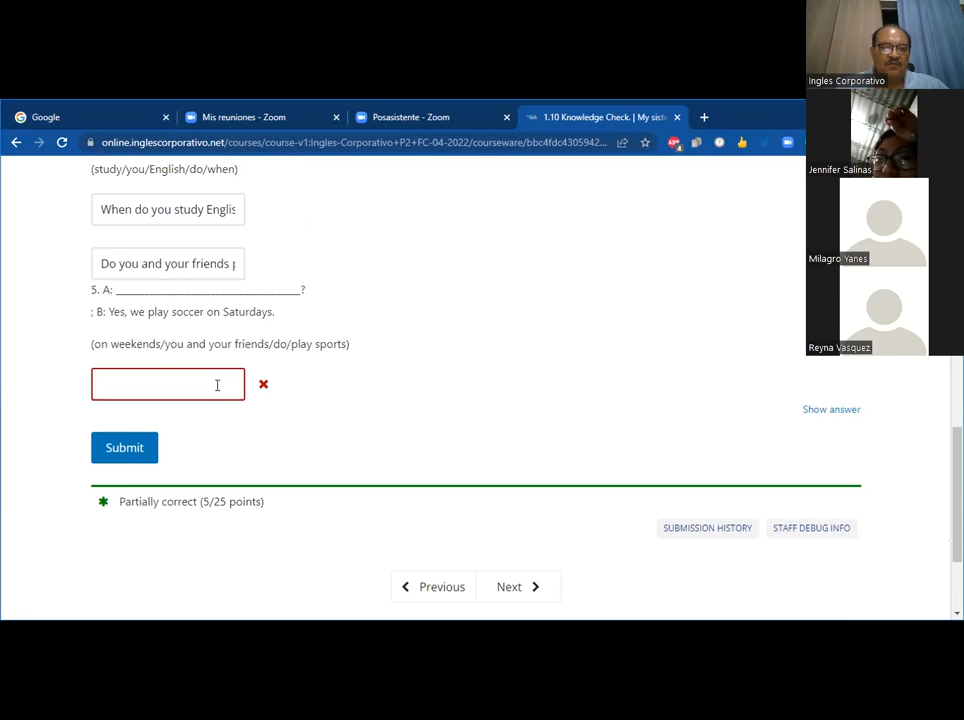 Ingles Corporativo
Google
Mis reuniones - Zoom
Posasistente - Zoom
1.10 Knowledge Check. | My siste
online.inglescorporativo.net/courses/course-v1:Ingles-Corporativo+P2+FC-04-2022/courseware/bbc4fdc4305942...
Jennifer Salinas
(study/you/English/do/when)
When do you study Englis
Do you and your friends p
5. A: ___________________________________?
; B: Yes, we play soccer on Saturdays.
(on weekends/you and your friends/do/play sports)
Milagro Yanes
Reyna Vasquez
Show answer
Submit
Partially correct (5/25 points)
SUBMISSION HISTORY
STAFF DEBUG INFO
Previous
Next